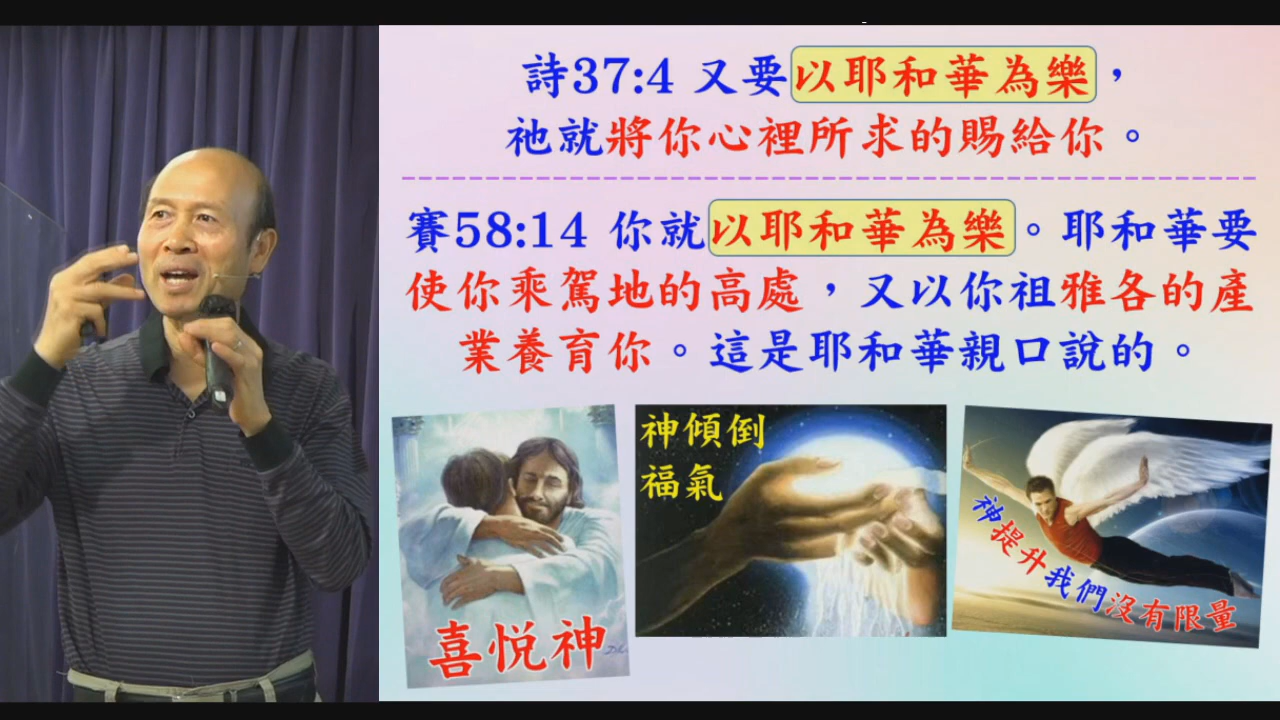 詩37:4 又要以耶和華為樂，
祂就將你心裡所求的賜給你。
賽58:14 你就以耶和華為樂。耶和華要
使你乘駕地的高處，又以你祖雅各的產
業養育你。這是耶和華親口說的。
喜悅神
神傾倒
福氣
神提升我們沒有限量